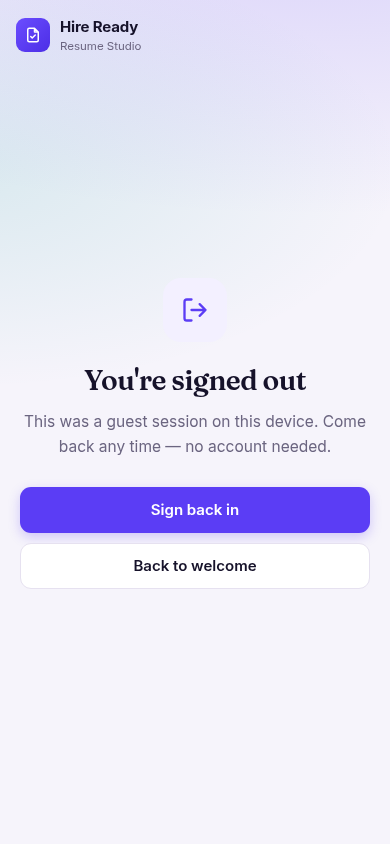 Hire Ready
Resume Studio
You're signed out
This was a guest session on this device. Come
back any time — no account needed.
Sign back in
Back to welcome